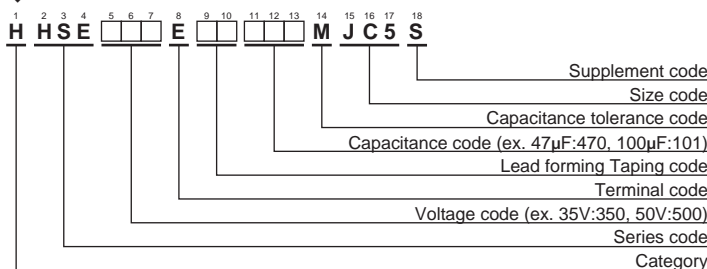 1 2 3 4 5 6 7 8 9 10 11 12 13 14 15 16 17 18
H HSE □□□ E □□ □□□ M JC5 S
Supplement code
Size code
Capacitance tolerance code
Capacitance code (ex. 47μF:470, 100μF:101)
Lead forming Taping code
Terminal code
Voltage code (ex. 35V:350, 50V:500)
Series code
Category